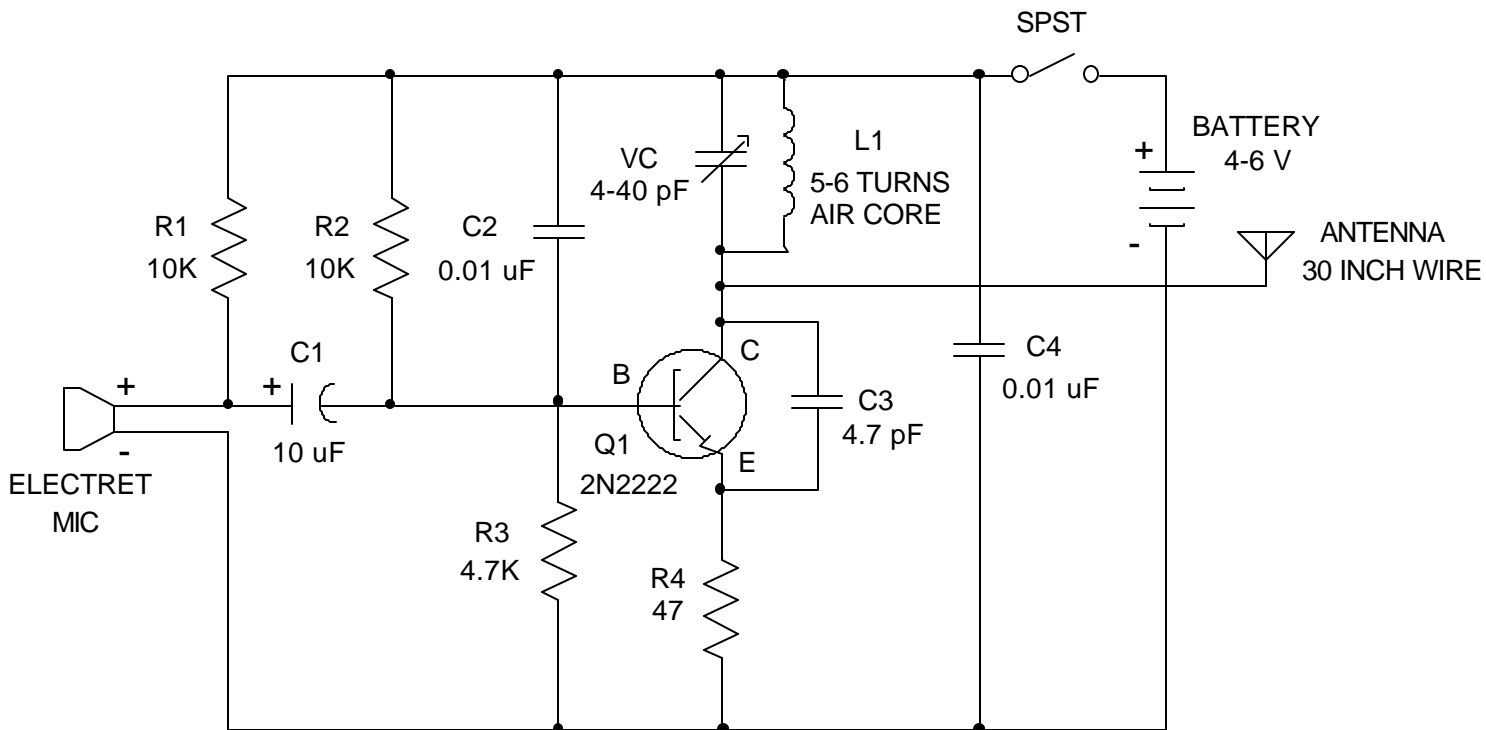 SPST
BATTERY
4-6 V
+
-
VC
4-40 pF
L1
5-6 TURNS
AIR CORE
R1
10K
R2
10K
C2
0.01 uF
ANTENNA
30 INCH WIRE
C1
+
10 uF
+
-
ELECTRET
MIC
B
C
E
Q1
2N2222
C3
4.7 pF
C4
0.01 uF
R3
4.7K
R4
47